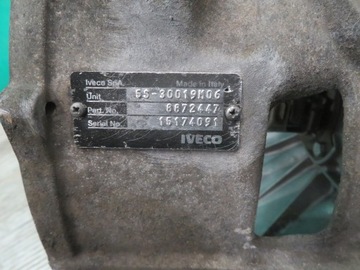 Iveco SpA Made in Italy
Unit 5S-30019M06
Part. No. 8872447
Serial No. 15174091
IVECO